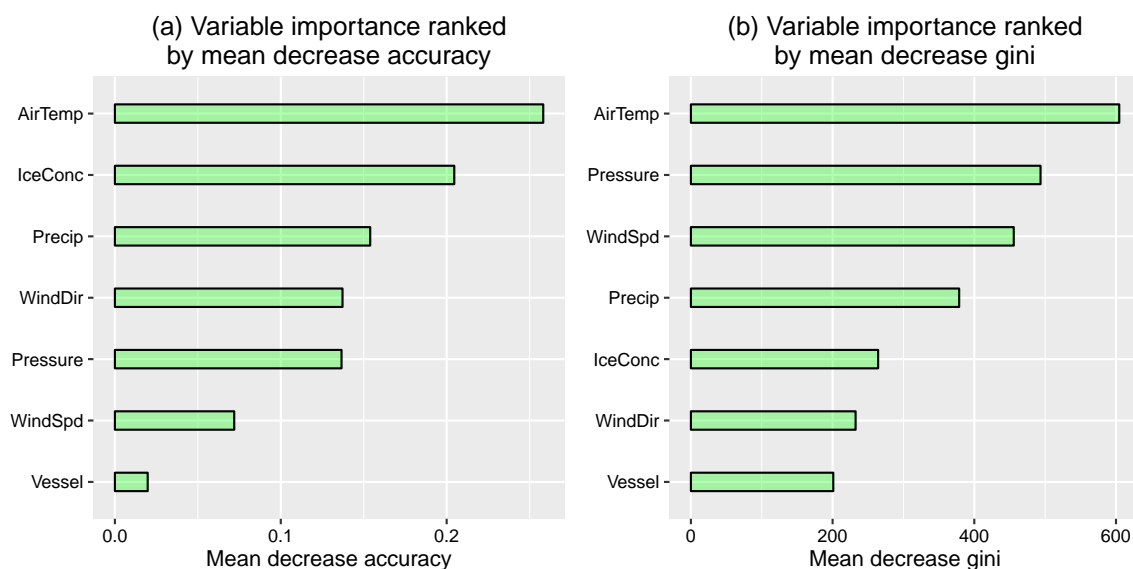 (a) Variable importance ranked
by mean decrease accuracy
AirTemp
IceConc
Precip
WindDir
Pressure
WindSpd
Vessel
0.0 0.1 0.2
Mean decrease accuracy
(b) Variable importance ranked
by mean decrease gini
AirTemp
Pressure
WindSpd
Precip
IceConc
WindDir
Vessel
0 200 400 600
Mean decrease gini